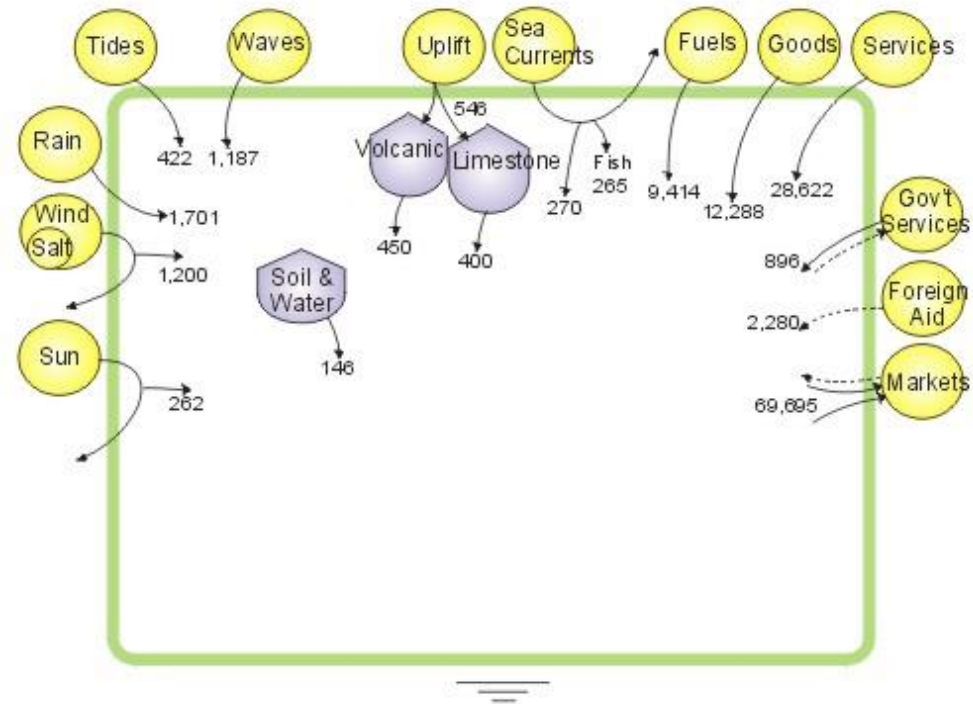 Tides
Waves
Uplift
Sea
Currents
Fuels
Goods
Services
546
Rain
422
1,187
Volcanic
Limestone
Fish
265
270
9,414
12,288
28,622
Wind
Salt
1,701
1,200
450
400
Gov't
Services
896
Soil &
Water
Foreign
Aid
2,280
Sun
146
262
Markets
69,695